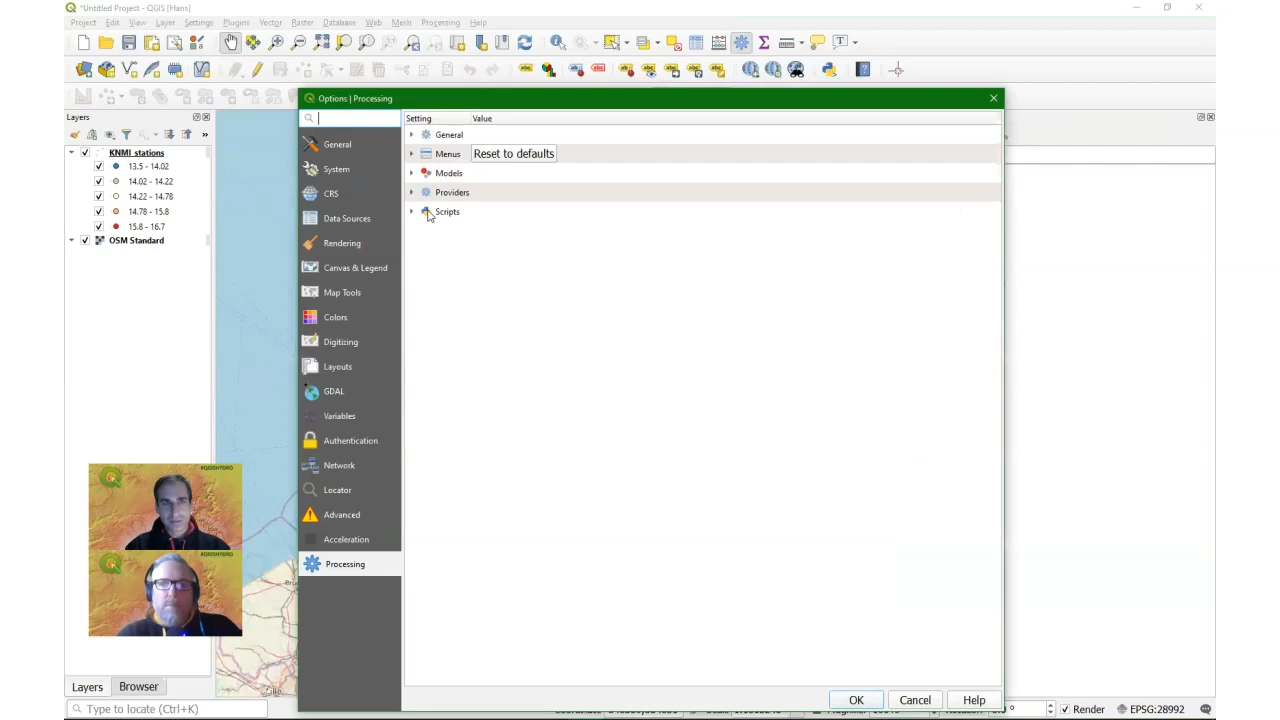 *Untitled Project - QGIS [Hans]
Project Edit View Layer Settings Plugins Vector Raster Database Web Mesh Processing Help
Options | Processing
Layers
KNMI stations
13.5 - 14.02
14.02 - 14.22
14.22 - 14.78
14.78 - 15.8
15.8 - 16.7
OSM Standard
General
System
CRS
Data Sources
Rendering
Canvas & Legend
Map Tools
Colors
Digitizing
Layouts
GDAL
Variables
Authentication
Network
Locator
Advanced
Acceleration
Processing
Setting Value
General
Menus Reset to defaults
Models
Providers
Scripts
#QGISHYDRO
#QGISHYDRO
Layers Browser
OK Cancel Help
Type to locate (Ctrl+K)
Render EPSG:28992